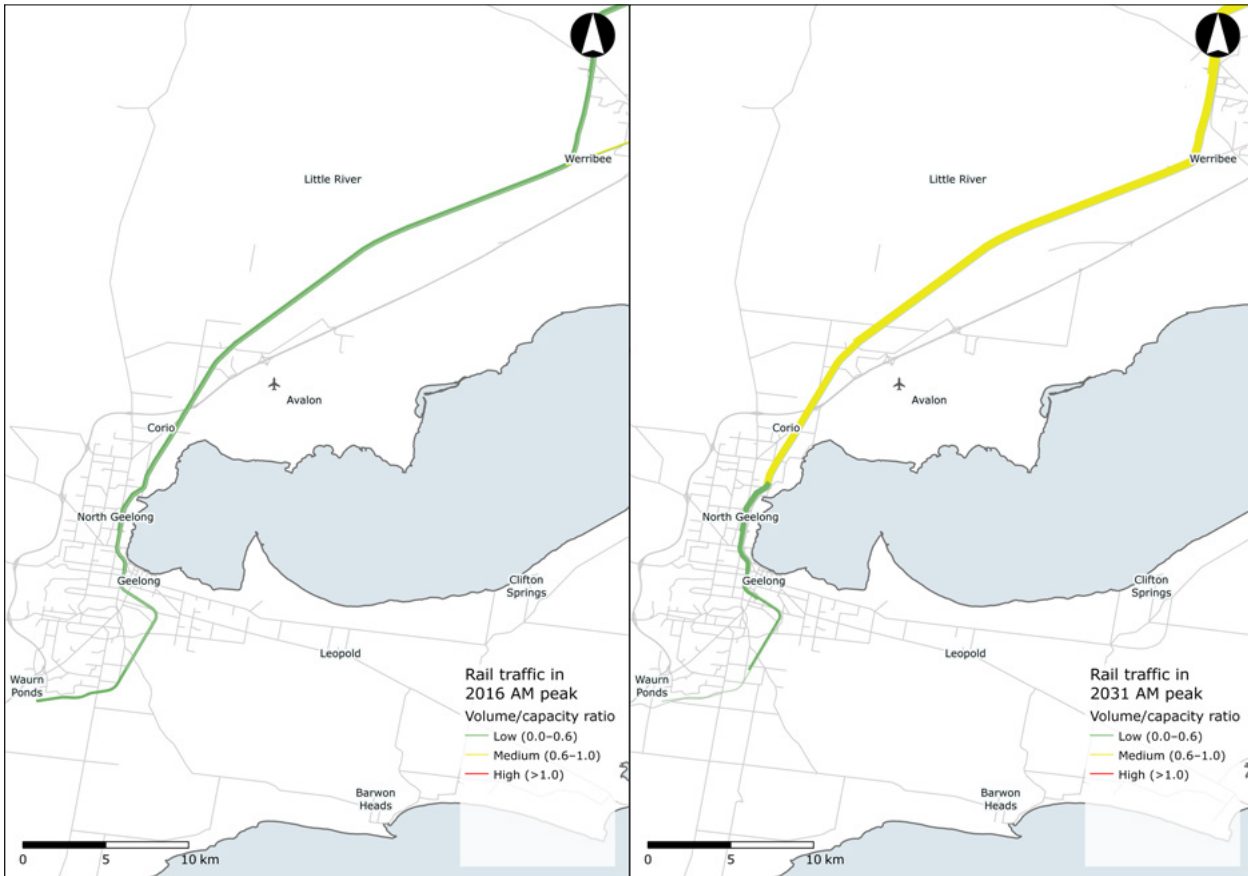 Werribee
Little River
Avalon
Corio
North Geelong
Geelong
Clifton
Springs
Leopold
Waurn
Ponds
Barwon
Heads
Rail traffic in
2016 AM peak
Volume/capacity ratio
Low (0.0–0.6)
Medium (0.6–1.0)
High (>1.0)
0 5 10 km
Werribee
Little River
Avalon
Corio
North Geelong
Geelong
Clifton
Springs
Leopold
Waurn
Ponds
Barwon
Heads
Rail traffic in
2031 AM peak
Volume/capacity ratio
Low (0.0–0.6)
Medium (0.6–1.0)
High (>1.0)
0 5 10 km